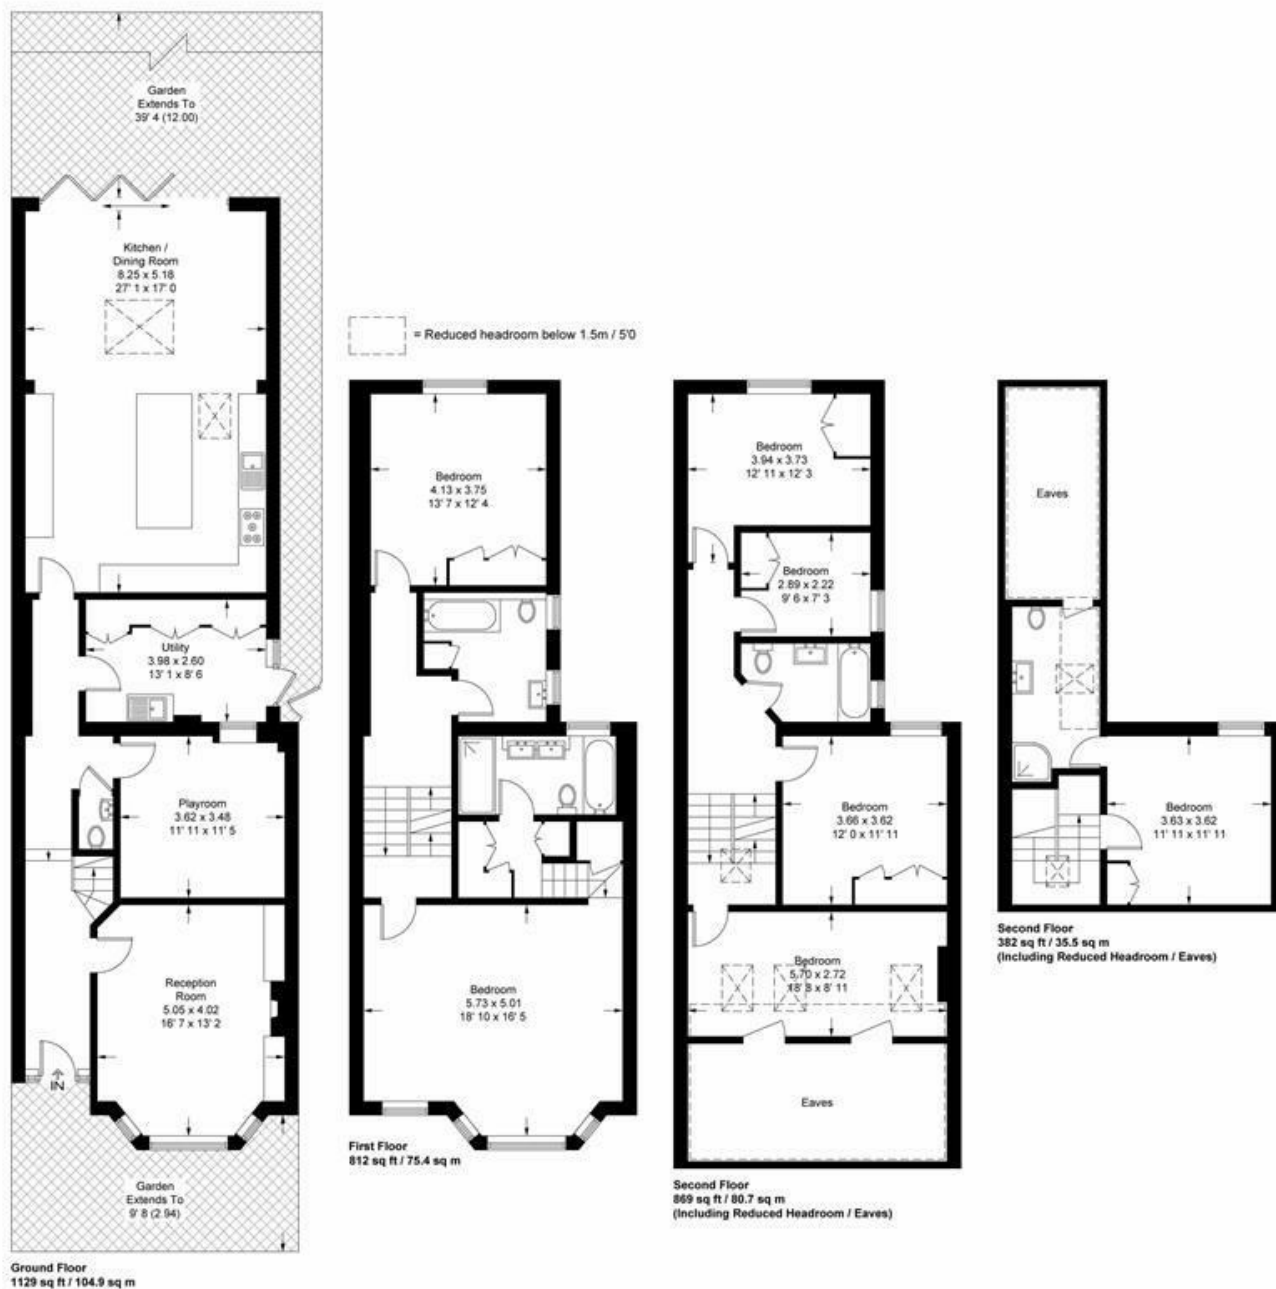 Garden
Extends To
39' 4 (12.00)
Kitchen /
Dining Room
8.25 x 5.18
27' 1 x 17' 0
= Reduced headroom below 1.5m / 5'0
Utility
3.98 x 2.60
13' 1 x 8' 6
Playroom
3.62 x 3.48
11' 11 x 11' 5
Reception
Room
5.05 x 4.02
16' 7 x 13' 2
IN
Garden
Extends To
9' 8 (2.94)
Ground Floor
1129 sq ft / 104.9 sq m
Bedroom
4.13 x 3.75
13' 7 x 12' 4
Bedroom
5.73 x 5.01
18' 10 x 16' 5
First Floor
812 sq ft / 75.4 sq m
Bedroom
3.94 x 3.73
12' 11 x 12' 3
Bedroom
2.89 x 2.22
9' 6 x 7' 3
Bedroom
3.66 x 3.62
12' 0 x 11' 11
Bedroom
5.70 x 2.72
18' 8 x 8' 11
Eaves
Second Floor
869 sq ft / 80.7 sq m
(Including Reduced Headroom / Eaves)
Eaves
Bedroom
3.63 x 3.62
11' 11 x 11' 11
Second Floor
382 sq ft / 35.5 sq m
(Including Reduced Headroom / Eaves)